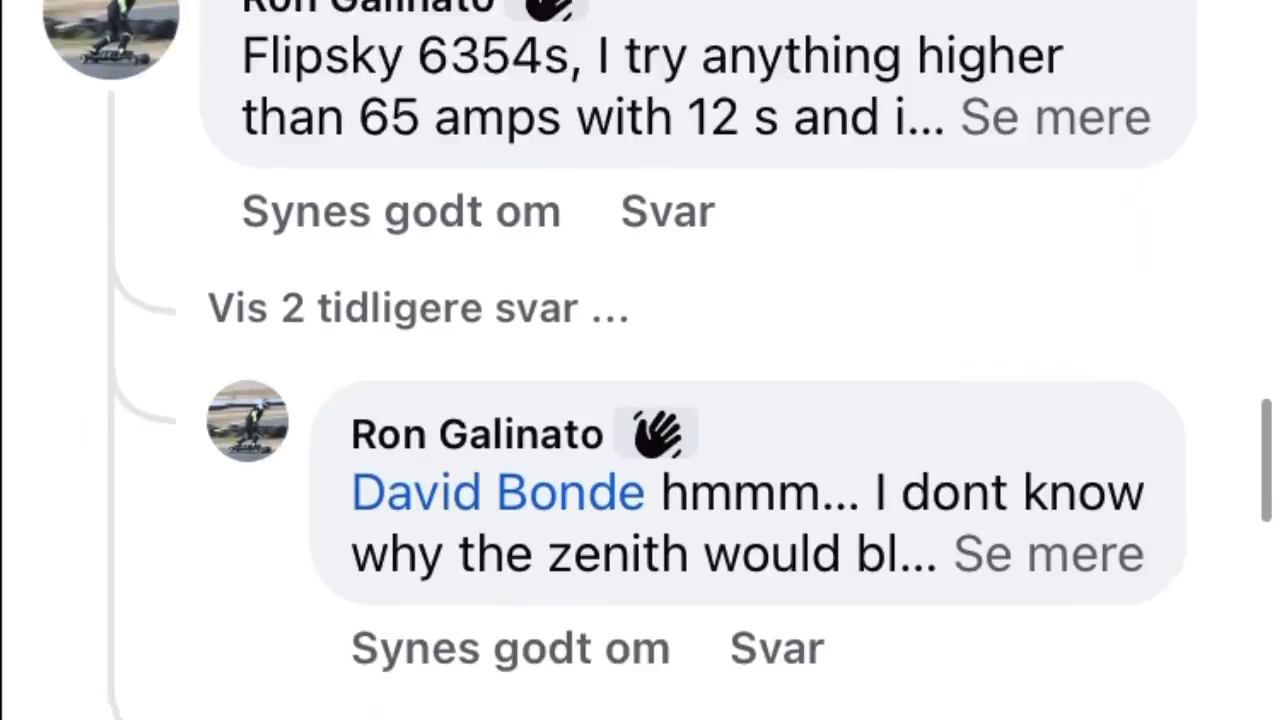 Ron Galinato
Flipsky 6354s, I try anything higher
than 65 amps with 12 s and i... Se mere
Synes godt om Svar
Vis 2 tidligere svar ...
Ron Galinato
David Bonde hmmm... I dont know
why the zenith would bl... Se mere
Synes godt om Svar